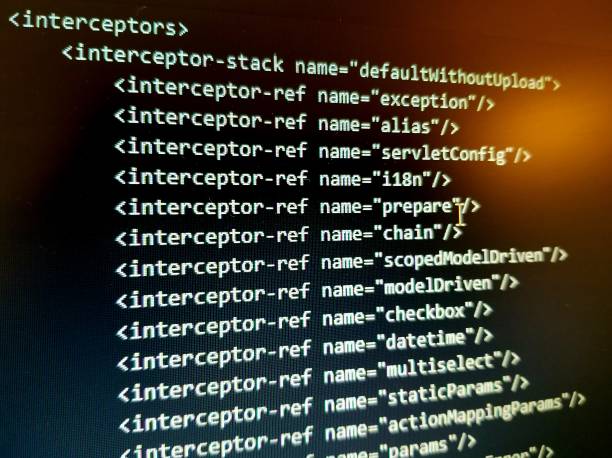 <interceptors>
<interceptor-stack name="defaultWithoutUpload">
<interceptor-ref name="exception"/>
<interceptor-ref name="alias"/>
<interceptor-ref name="servletConfig"/>
<interceptor-ref name="i18n"/>
<interceptor-ref name="prepare"/>
<interceptor-ref name="chain"/>
<interceptor-ref name="scopedModelDriven"/>
<interceptor-ref name="modelDriven"/>
<interceptor-ref name="checkbox"/>
<interceptor-ref name="datetime"/>
<interceptor-ref name="multiselect"/>
<interceptor-ref name="staticParams"/>
<interceptor-ref name="actionMappingParams"/>
<interceptor-ref name="params"/>